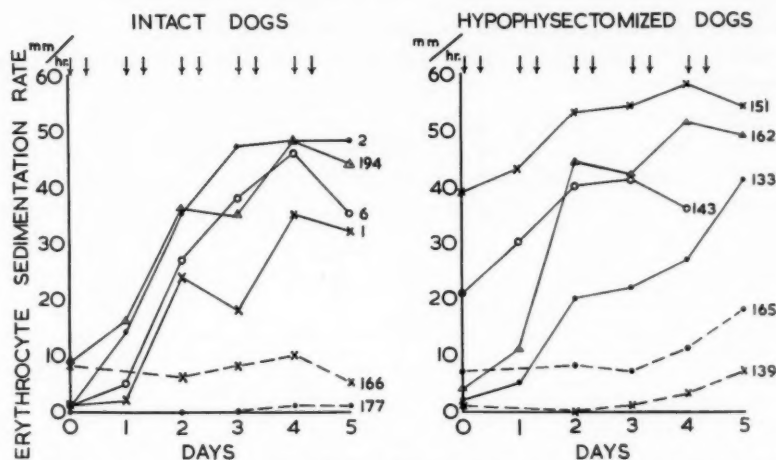 INTACT DOGS
HYPOPHYSECTOMIZED DOGS
ERYTHROCYTE SEDIMENTATION RATE
mm/hr.
60
50
40
30
20
10
0
0 1 2 3 4 5
DAYS
2
194
6
1
166
177
mm/hr.
60
50
40
30
20
10
0
0 1 2 3 4 5
DAYS
151
162
133
143
165
139